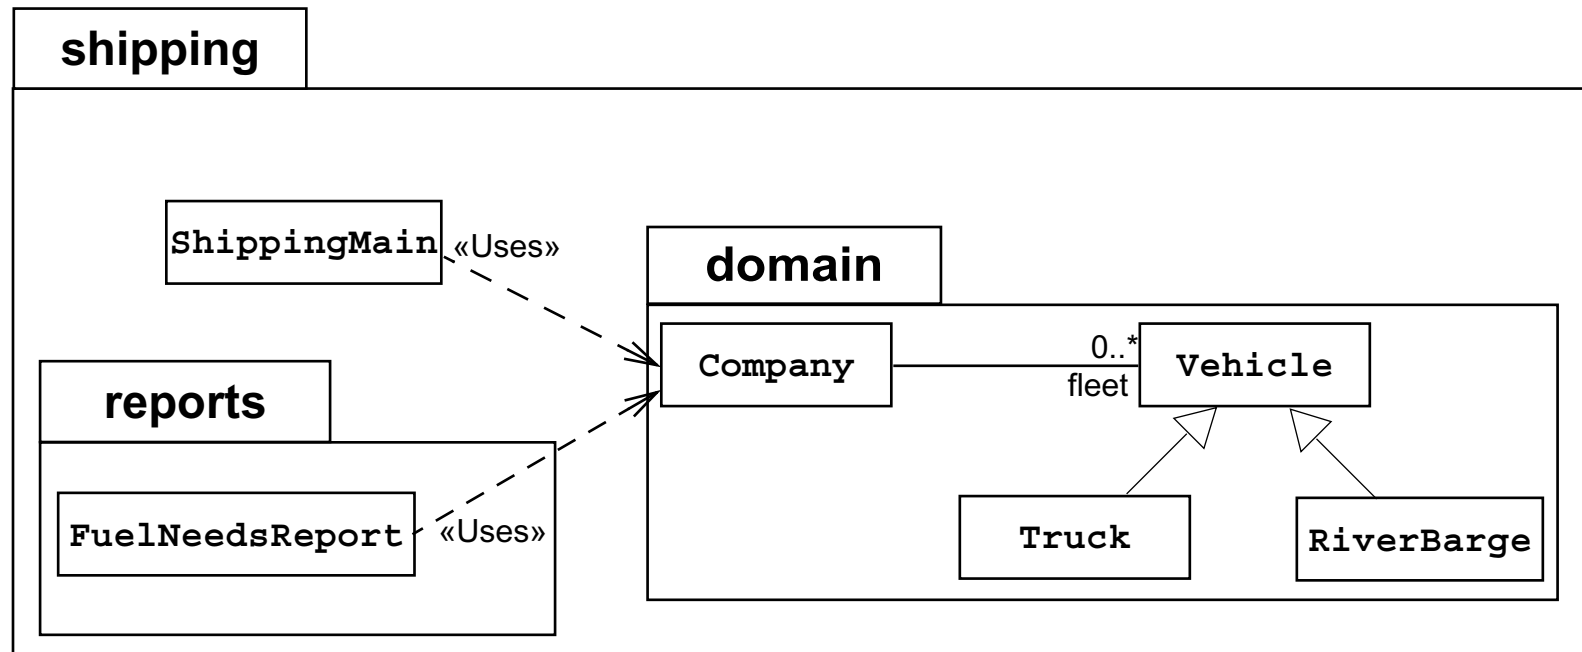 shipping
ShippingMain
«Uses»
domain
Company
0..*
fleet
Vehicle
reports
FuelNeedsReport
«Uses»
Truck
RiverBarge